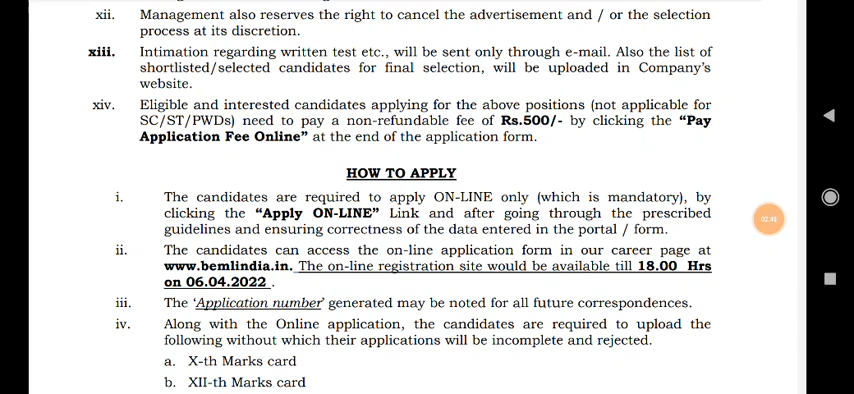 xii. Management also reserves the right to cancel the advertisement and / or the selection
process at its discretion.
xiii. Intimation regarding written test etc., will be sent only through e-mail. Also the list of
shortlisted/selected candidates for final selection, will be uploaded in Company's
website.
xiv. Eligible and interested candidates applying for the above positions (not applicable for
SC/ST/PWDs) need to pay a non-refundable fee of Rs.500/- by clicking the “Pay
Application Fee Online” at the end of the application form.
HOW TO APPLY
i. The candidates are required to apply ON-LINE only (which is mandatory), by
clicking the “Apply ON-LINE” Link and after going through the prescribed
guidelines and ensuring correctness of the data entered in the portal / form.
ii. The candidates can access the on-line application form in our career page at
www.bemlindia.in. The on-line registration site would be available till 18.00 Hrs
on 06.04.2022 .
iii. The ‘Application number’ generated may be noted for all future correspondences.
iv. Along with the Online application, the candidates are required to upload the
following without which their applications will be incomplete and rejected.
a. X-th Marks card
b. XII-th Marks card